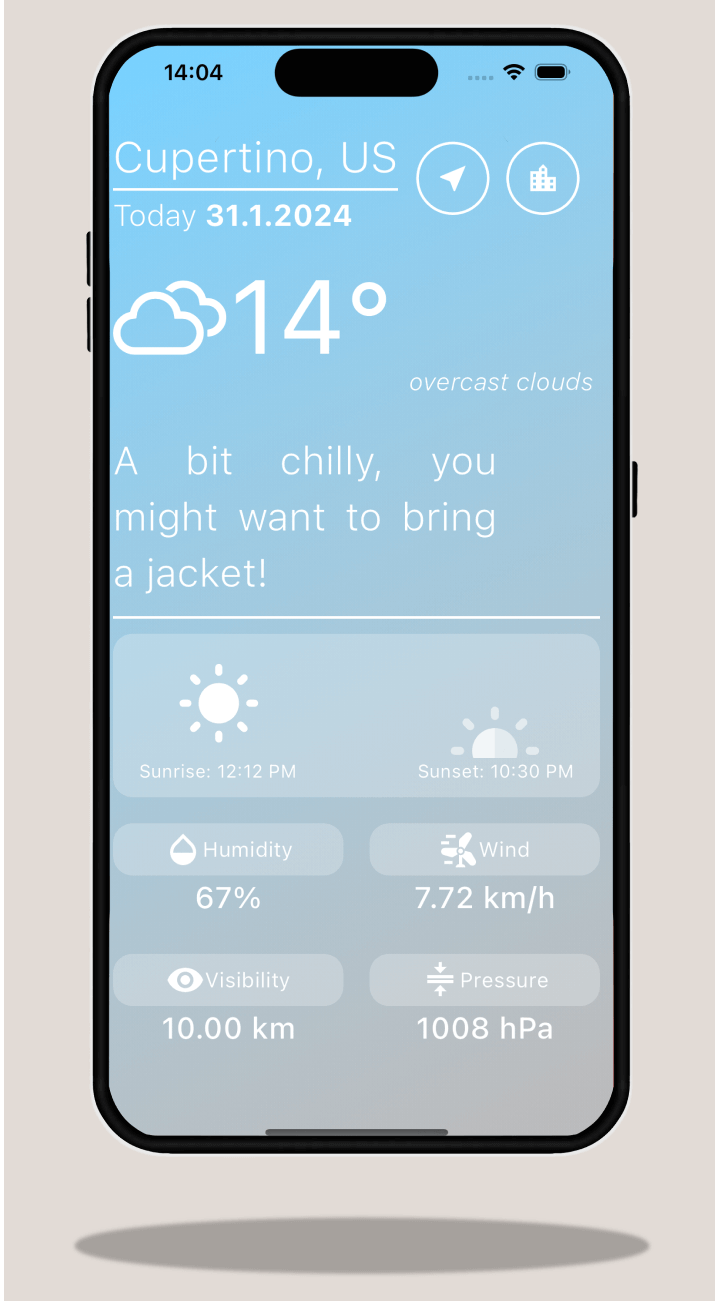 14:04
Cupertino, US
Today 31.1.2024
14°
overcast clouds
A bit chilly, you
might want to bring
a jacket!
Sunrise: 12:12 PM
Sunset: 10:30 PM
Humidity
Wind
67%
7.72 km/h
Visibility
Pressure
10.00 km
1008 hPa